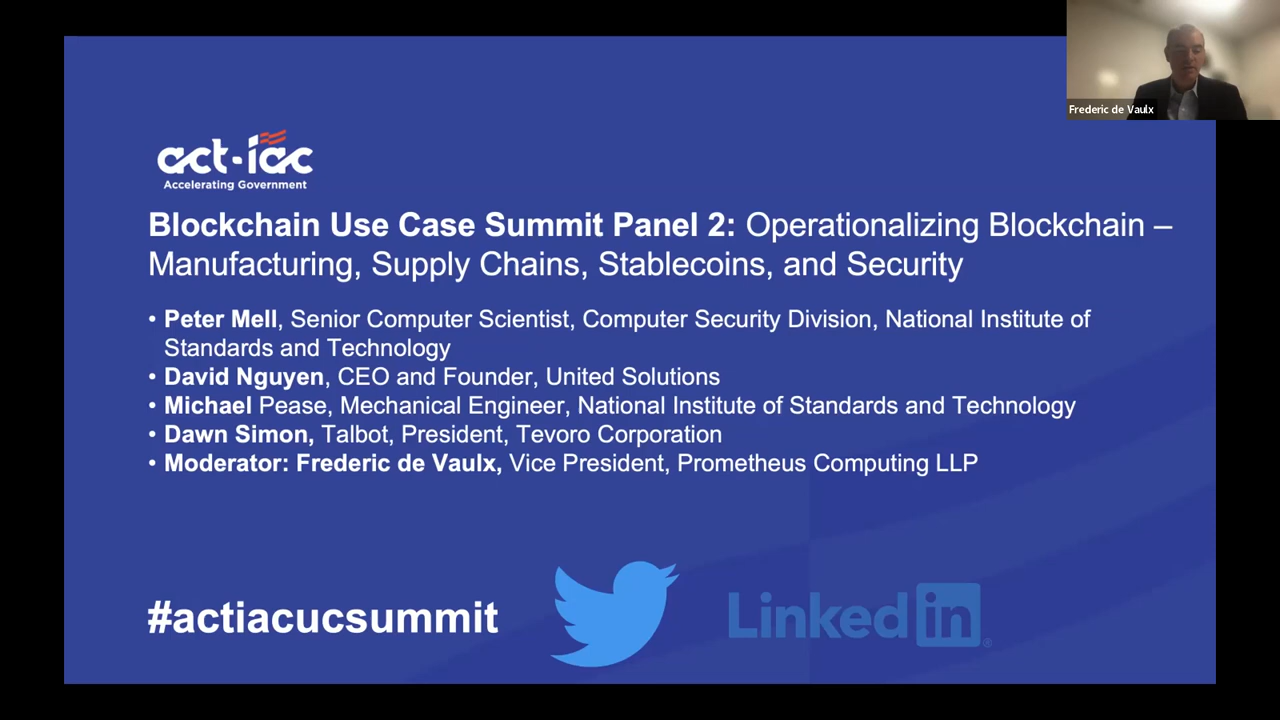 Frederic de Vaulx
act-iac
Accelerating Government
Blockchain Use Case Summit Panel 2: Operationalizing Blockchain –
Manufacturing, Supply Chains, Stablecoins, and Security
• Peter Mell, Senior Computer Scientist, Computer Security Division, National Institute of
Standards and Technology
• David Nguyen, CEO and Founder, United Solutions
• Michael Pease, Mechanical Engineer, National Institute of Standards and Technology
• Dawn Simon, Talbot, President, Tevoro Corporation
• Moderator: Frederic de Vaulx, Vice President, Prometheus Computing LLP
#actiacucsummit
LinkedIn®